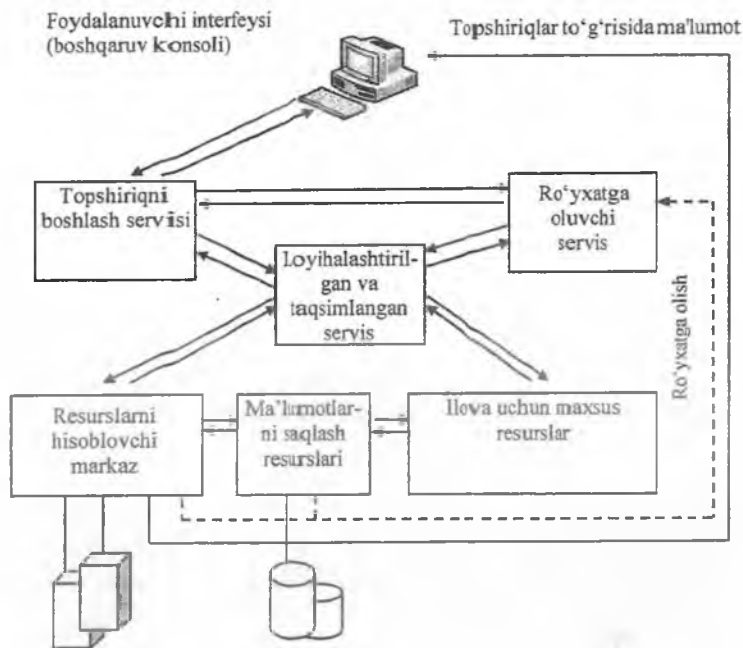 Foydalanuvchi interfeysi
(boshqaruv konsoli)
Topshiriqlar to‘g‘risida ma'lumot
Topshiriqni
boshlash servisi
Ro‘yxatga
oluvchi
servis
Loyihalashtiril-
gan va
taqsimlangan
servis
Ro‘yxatga olish
Resurslarni
hisoblovchi
markaz
Ma’lumotlar-
ni saqlash
resurslari
Ilova uchun maxsus
resurslar